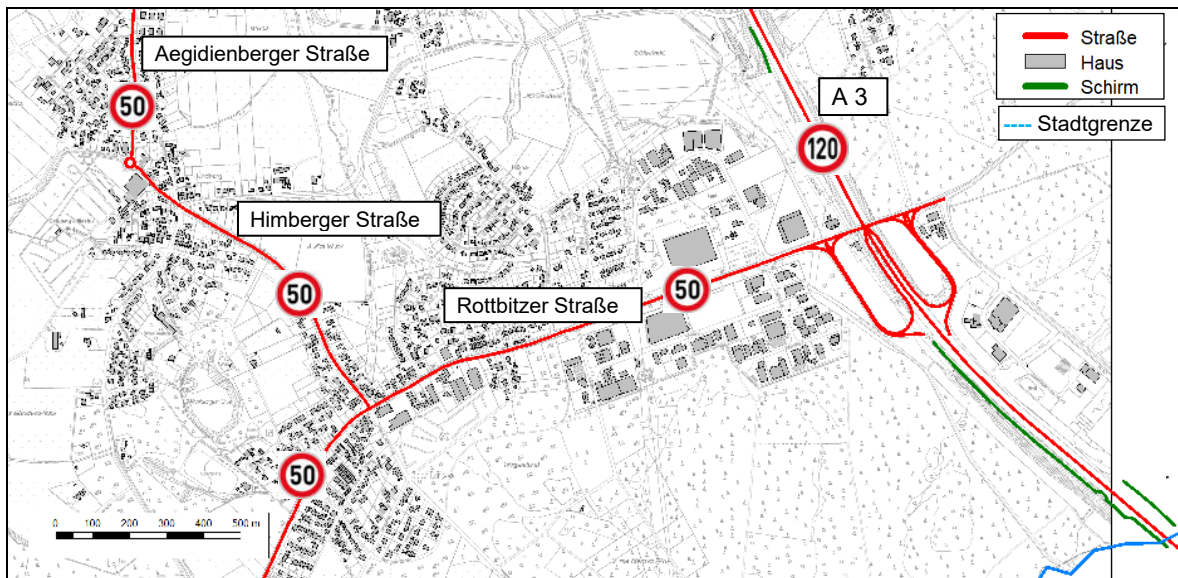 Aegidienberger Straße
50
A 3
120
Straße
Haus
Schirm
Stadtgrenze
Himberger Straße
50
Rottbitzer Straße
50
50
0 100 200 300 400 500 m